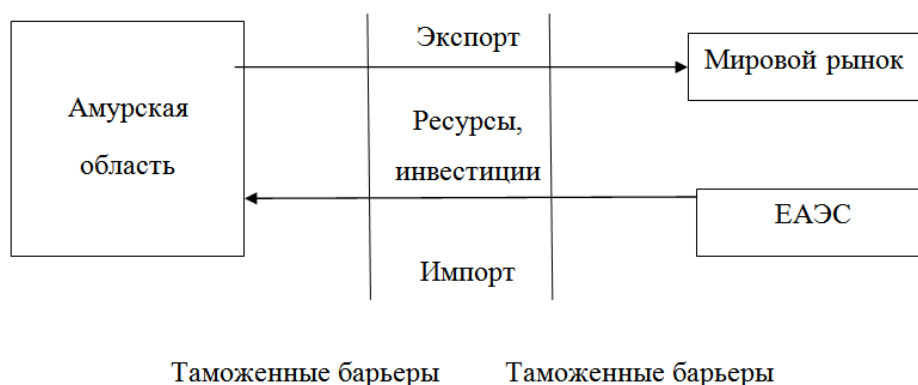 Экспорт
Мировой рынок
Амурская
область
Ресурсы,
инвестиции
ЕАЭС
Импорт
Таможенные барьеры
Таможенные барьеры